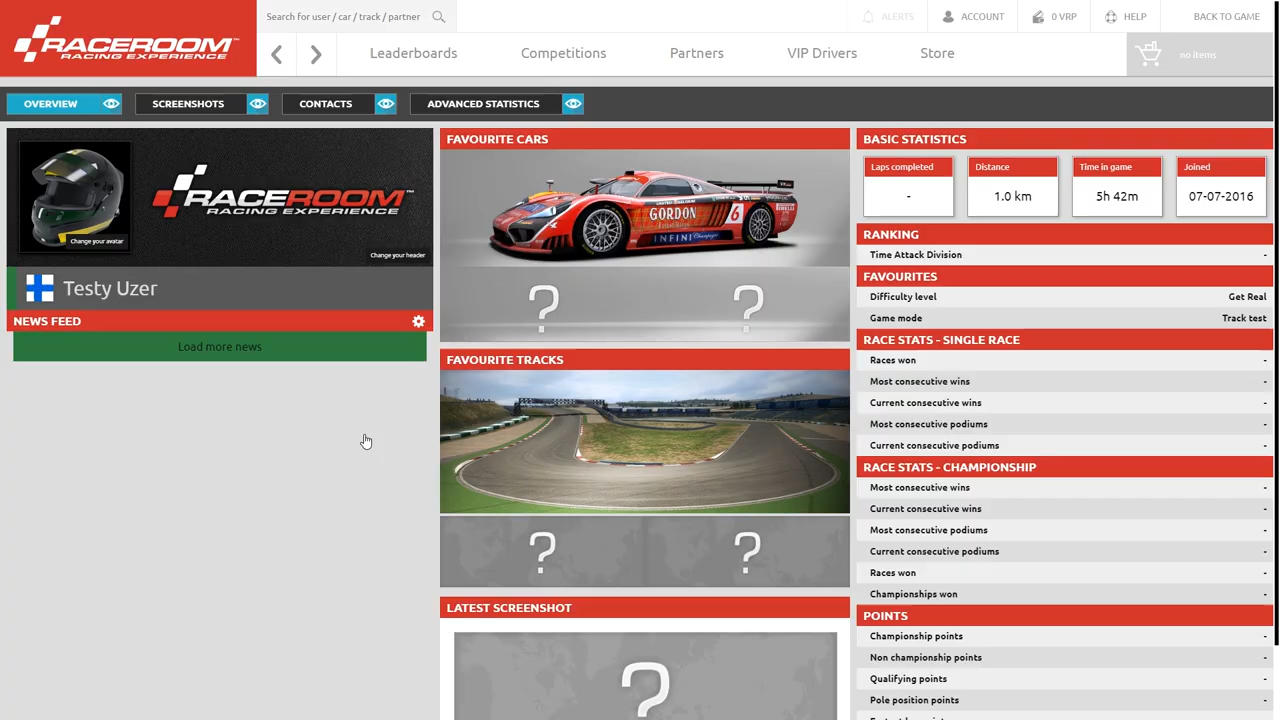 RACEROOM
RACING EXPERIENCE
Search for user / car / track / partner
ALERTS
ACCOUNT
0 VRP
HELP
BACK TO GAME
Leaderboards
Competitions
Partners
VIP Drivers
Store
no items
OVERVIEW
SCREENSHOTS
CONTACTS
ADVANCED STATISTICS
Change your avatar
RACEROOM
RACING EXPERIENCE
Change your header
Testy Uzer
NEWS FEED
Load more news
FAVOURITE CARS
GORDON
INFINI
6
?
?
FAVOURITE TRACKS
?
?
LATEST SCREENSHOT
?
BASIC STATISTICS
Laps completed
-
Distance
1.0 km
Time in game
5h 42m
Joined
07-07-2016
RANKING
Time Attack Division -
FAVOURITES
Difficulty level Get Real
Game mode Track test
RACE STATS - SINGLE RACE
Races won -
Most consecutive wins -
Current consecutive wins -
Most consecutive podiums -
Current consecutive podiums -
RACE STATS - CHAMPIONSHIP
Most consecutive wins -
Current consecutive wins -
Most consecutive podiums -
Current consecutive podiums -
Races won -
Championships won -
POINTS
Championship points -
Non championship points -
Qualifying points -
Pole position points -